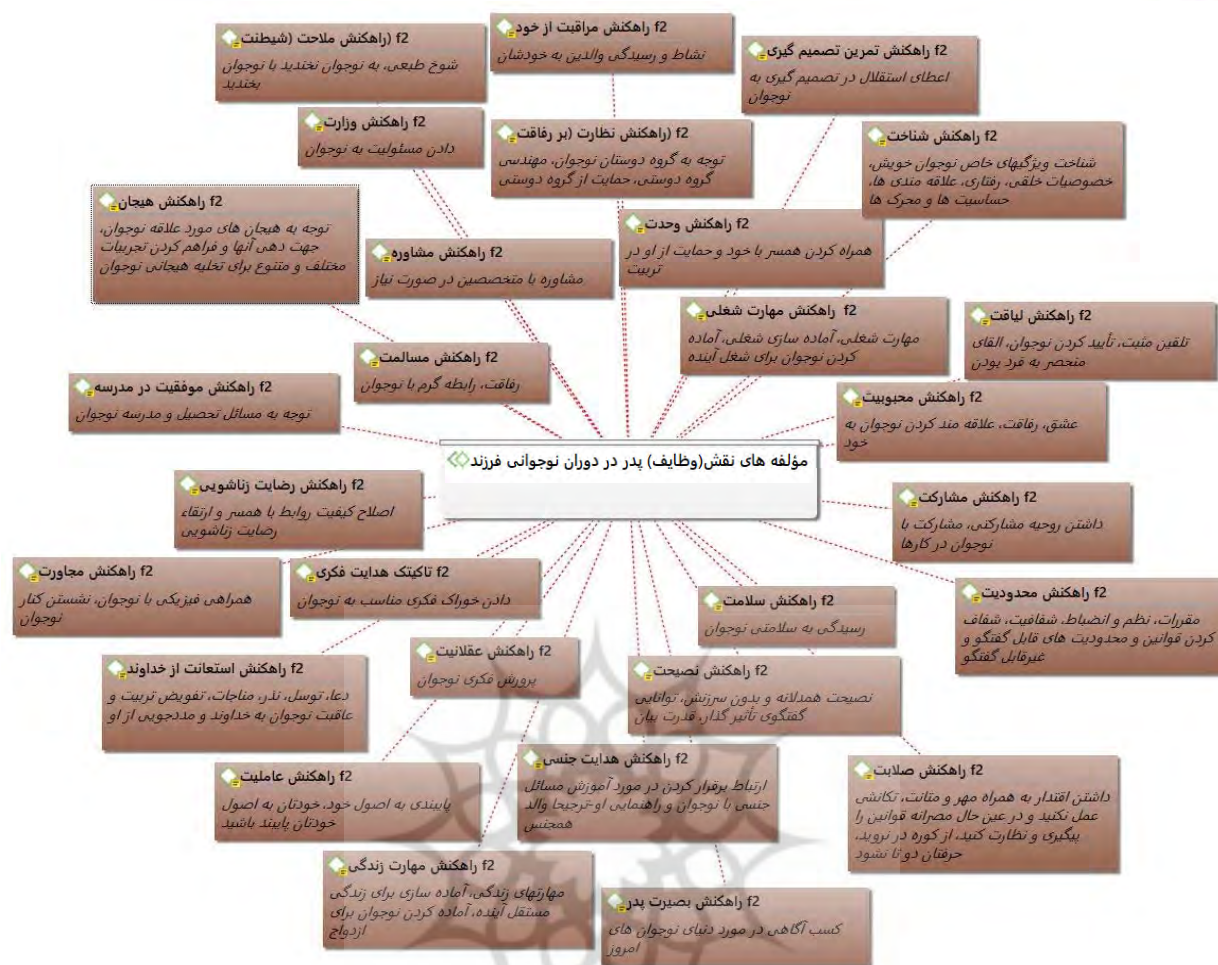 f2 (راهکنش ملاحت (شیطنت
شوخ طبعی، به نوجوان نخندید با نوجوان
بخندید
f2 راهکنش مراقبت از خود
نشاط و رسیدگی والدین به خودشان
f2 راهکنش تمرین تصمیم گیری
اعطای استقلال در تصمیم گیری به
نوجوان
f2 راهکنش وزارت
دادن مسئولیت به نوجوان
f2 (راهکنش نظارت (بر رفاقت
توجه به گروه دوستان نوجوان، مهندسی
گروه دوستی، حمایت از گروه دوستی
f2 راهکنش شناخت
شناخت ویژگیهای خاص نوجوان خویش،
خصوصیات خلقی، رفتاری، علاقه مندی ها،
حساسیت ها و محرک ها
f2 راهکنش هیجان
توجه به هیجان های مورد علاقه نوجوان،
جهت دهی آنها و فراهم کردن تجربیات
مختلف و متنوع برای تخلیه هیجانی نوجوان
f2 راهکنش مشاوره
مشاوره با متخصصین در صورت نیاز
f2 راهکنش وحدت
همراه کردن همسر با خود و حمایت از او در
تربیت
f2 راهکنش مهارت شغلی
مهارت شغلی، آماده سازی شغلی، آماده
کردن نوجوان برای شغل آینده
f2 راهکنش لیاقت
تلقین مثبت، تأیید کردن نوجوان، القای
منحصر به فرد بودن
f2 راهکنش مسالمت
رفاقت، رابطه گرم با نوجوان
f2 راهکنش موفقیت در مدرسه
توجه به مسائل تحصیل و مدرسه نوجوان
f2 راهکنش محبوبیت
عشق، رفاقت، علاقه مند کردن نوجوان به
خود
مؤلفه های نقش(وظایف) پدر در دوران نوجوانی فرزند
f2 راهکنش رضایت زناشویی
اصلاح کیفیت روابط با همسر و ارتقاء
رضایت زناشویی
f2 راهکنش مشارکت
داشتن روحیه مشارکتی، مشارکت با
نوجوان در کارها
f2 راهکنش مجاورت
همراهی فیزیکی با نوجوان، نشستن کنار
نوجوان
f2 تاکیتک هدایت فکری
دادن خوراک فکری مناسب به نوجوان
f2 راهکنش سلامت
رسیدگی به سلامتی نوجوان
f2 راهکنش محدودیت
مقررات، نظم و انضباط، شفافیت، شفاف
کردن قوانین و محدودیت های قابل گفتگو و
غیرقابل گفتگو
f2 راهکنش عقلانیت
پرورش فکری نوجوان
f2 راهکنش استعانت از خداوند
دعا، توسل، نذر، مناجات، تفویض تربیت و
عاقبت نوجوان به خداوند و مددجویی از او
f2 راهکنش نصیحت
نصیحت همدلانه و بدون سرزنش، توانایی
گفتگوی تأثیر گذار، قدرت بیان
f2 راهکنش عاملیت
پایبندی به اصول خود، خودتان به اصول
خودتان پایبند باشید
f2 راهکنش هدایت جنسی
ارتباط برقرار کردن در مورد آموزش مسائل
جنسی با نوجوان و راهنمایی او-ترجیحا والد
همجنس
f2 راهکنش صلابت
داشتن اقتدار به همراه مهر و متانت، تکانشی
عمل نکنید و در عین حال مصرانه قوانین را
پیگیری و نظارت کنید، از کوره در نروید،
حرفتان دو تا نشود
f2 راهکنش مهارت زندگی
مهارتهای زندگی، آماده سازی برای زندگی
مستقل آینده، آماده کردن نوجوان برای
ازدواج
f2 راهکنش بصیرت پدر
کسب آگاهی در مورد دنیای نوجوان های
امروز